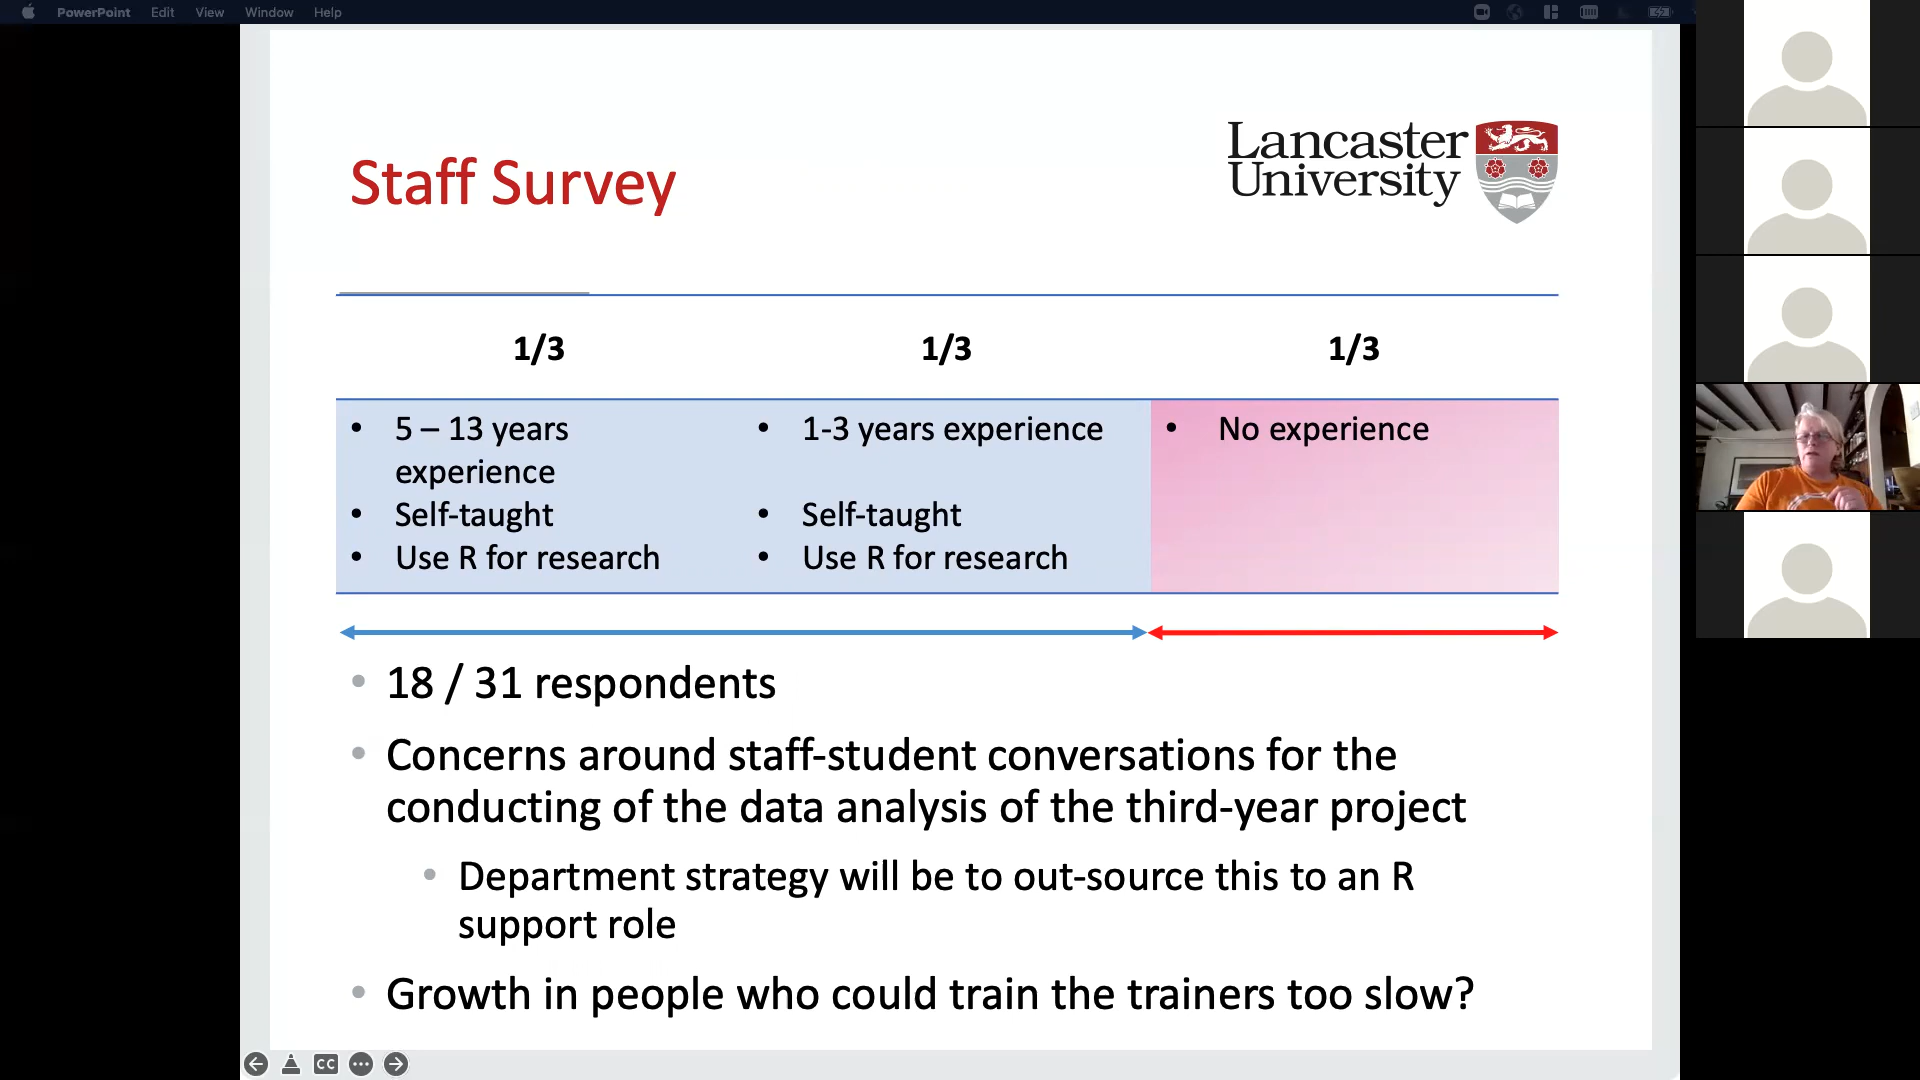 PowerPoint Edit View Window Help
Lancaster
University
Staff Survey
1/3 1/3 1/3
• 5 – 13 years
experience
• Self-taught
• Use R for research
• 1-3 years experience
• Self-taught
• Use R for research
• No experience
• 18 / 31 respondents
• Concerns around staff-student conversations for the
conducting of the data analysis of the third-year project
• Department strategy will be to out-source this to an R
support role
• Growth in people who could train the trainers too slow?
CC